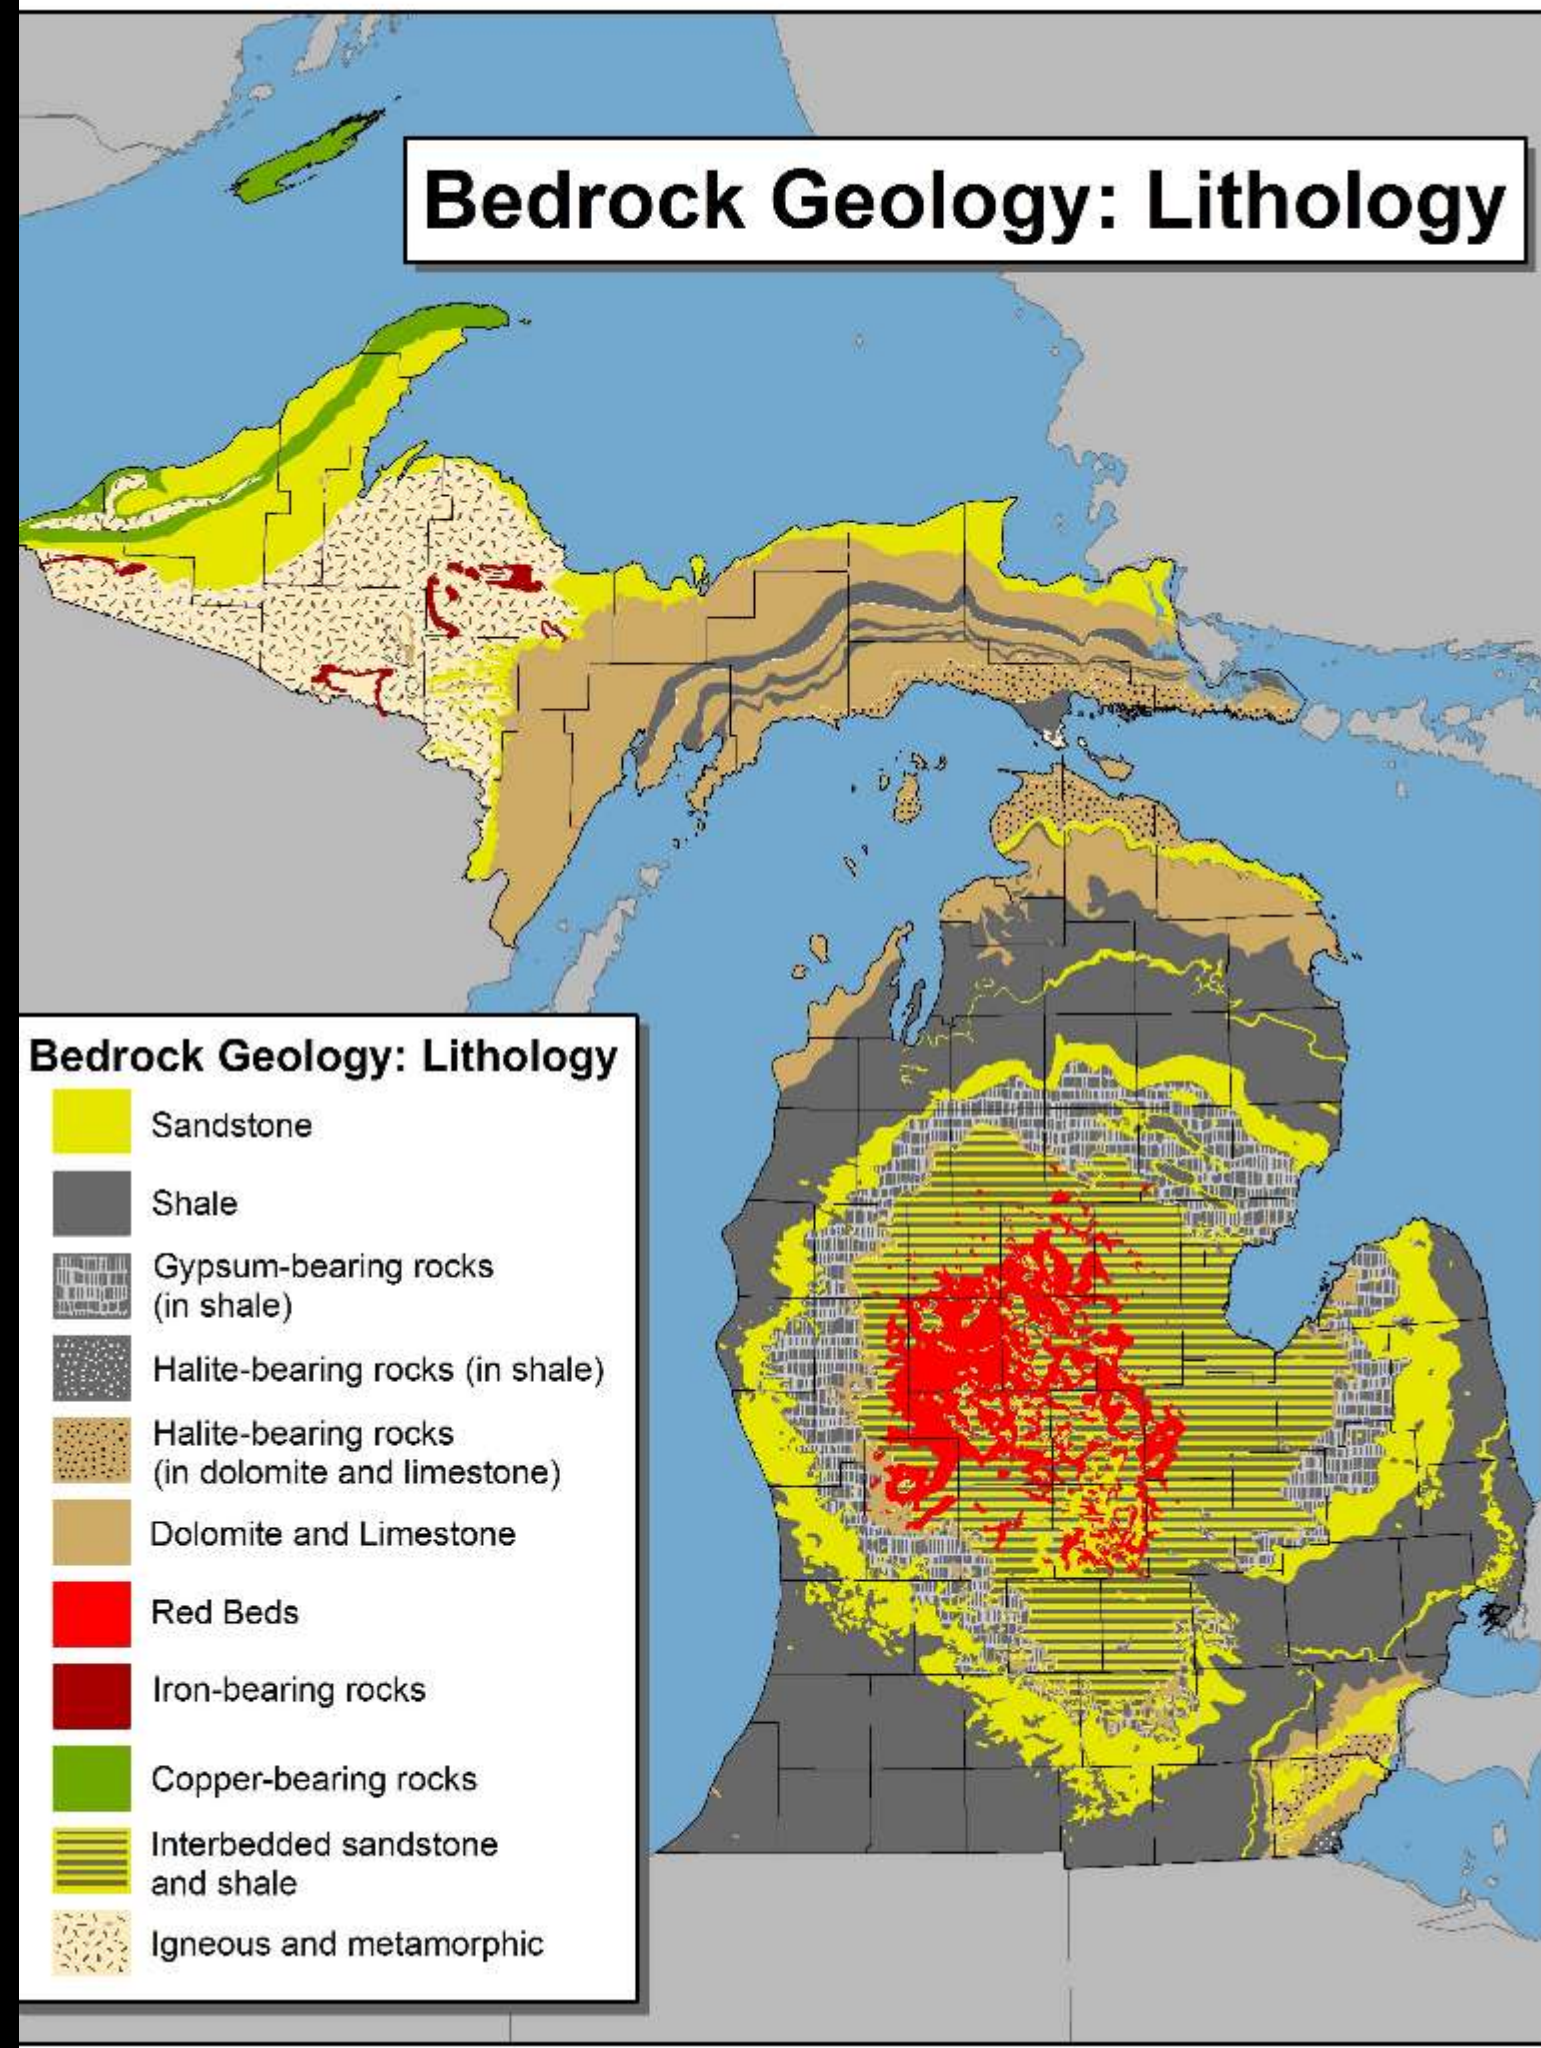 Bedrock Geology: Lithology
Bedrock Geology: Lithology
Sandstone
Shale
Gypsum-bearing rocks
(in shale)
Halite-bearing rocks (in shale)
Halite-bearing rocks
(in dolomite and limestone)
Dolomite and Limestone
Red Beds
Iron-bearing rocks
Copper-bearing rocks
Interbedded sandstone
and shale
Igneous and metamorphic